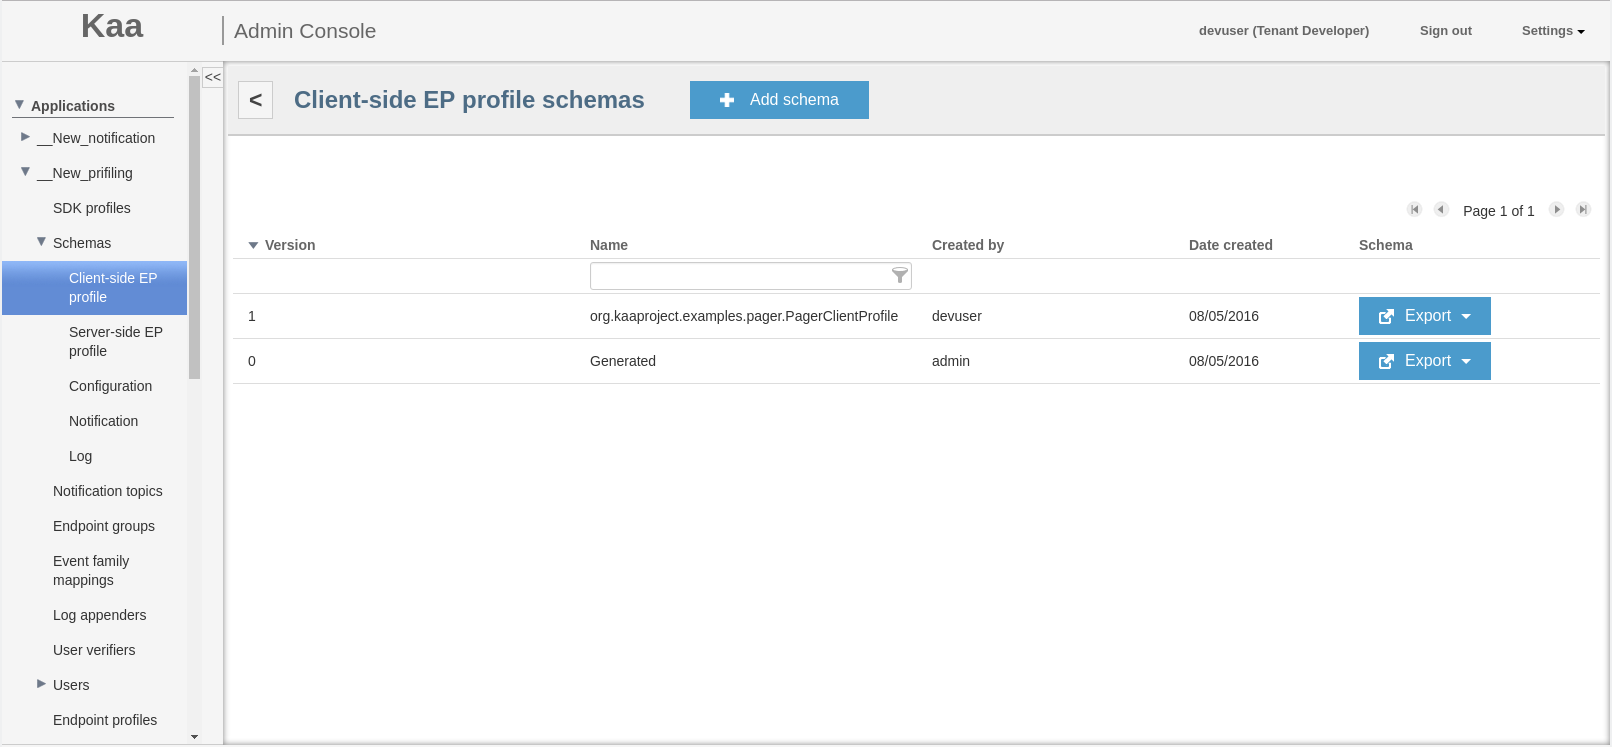 Kaa
Admin Console
devuser (Tenant Developer)
Sign out
Settings
<<
Applications
__New_notification
__New_prifiling
SDK profiles
Schemas
Client-side EP
profile
Server-side EP
profile
Configuration
Notification
Log
Notification topics
Endpoint groups
Event family
mappings
Log appenders
User verifiers
Users
Endpoint profiles
<
Client-side EP profile schemas
Add schema
Page 1 of 1
Version Name Created by Date created Schema
1 org.kaaproject.examples.pager.PagerClientProfile devuser 08/05/2016 Export
0 Generated admin 08/05/2016 Export